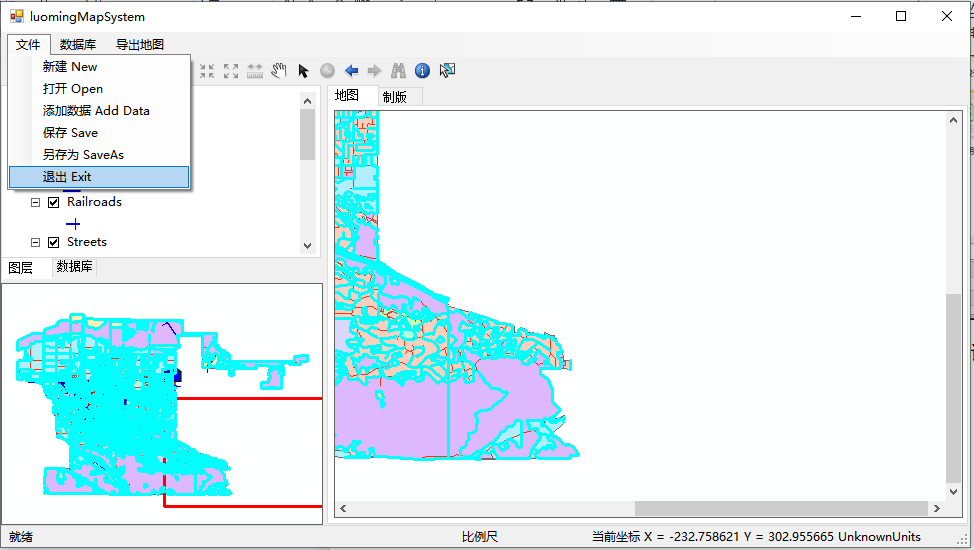 luomingMapSystem
文件 数据库 导出地图
新建 New
打开 Open
添加数据 Add Data
保存 Save
另存为 SaveAs
退出 Exit
Railroads
Streets
图层 数据库
地图 制版
就绪 比例尺 当前坐标 X = -232.758621 Y = 302.955665 UnknownUnits